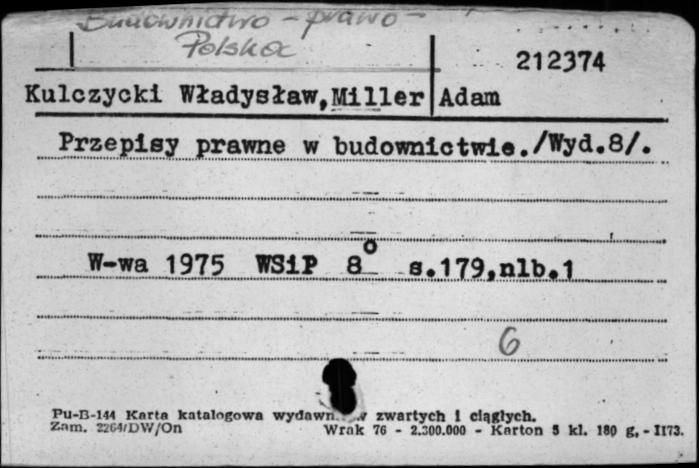 Budownictwo - prawo -
Polska
212374
Kulczycki Władysław, Miller Adam
Przepisy prawne w budownictwie./Wyd.8/.
W-wa 1975 WSiP 8° s.179,nlb.1
6
Pu-B-144 Karta katalogowa wydawn w zwartych i ciągłych.
Zam. 2264/DW/On Wrak 76 - 2.300.000 - Karton 5 kl. 180 g. - II73.